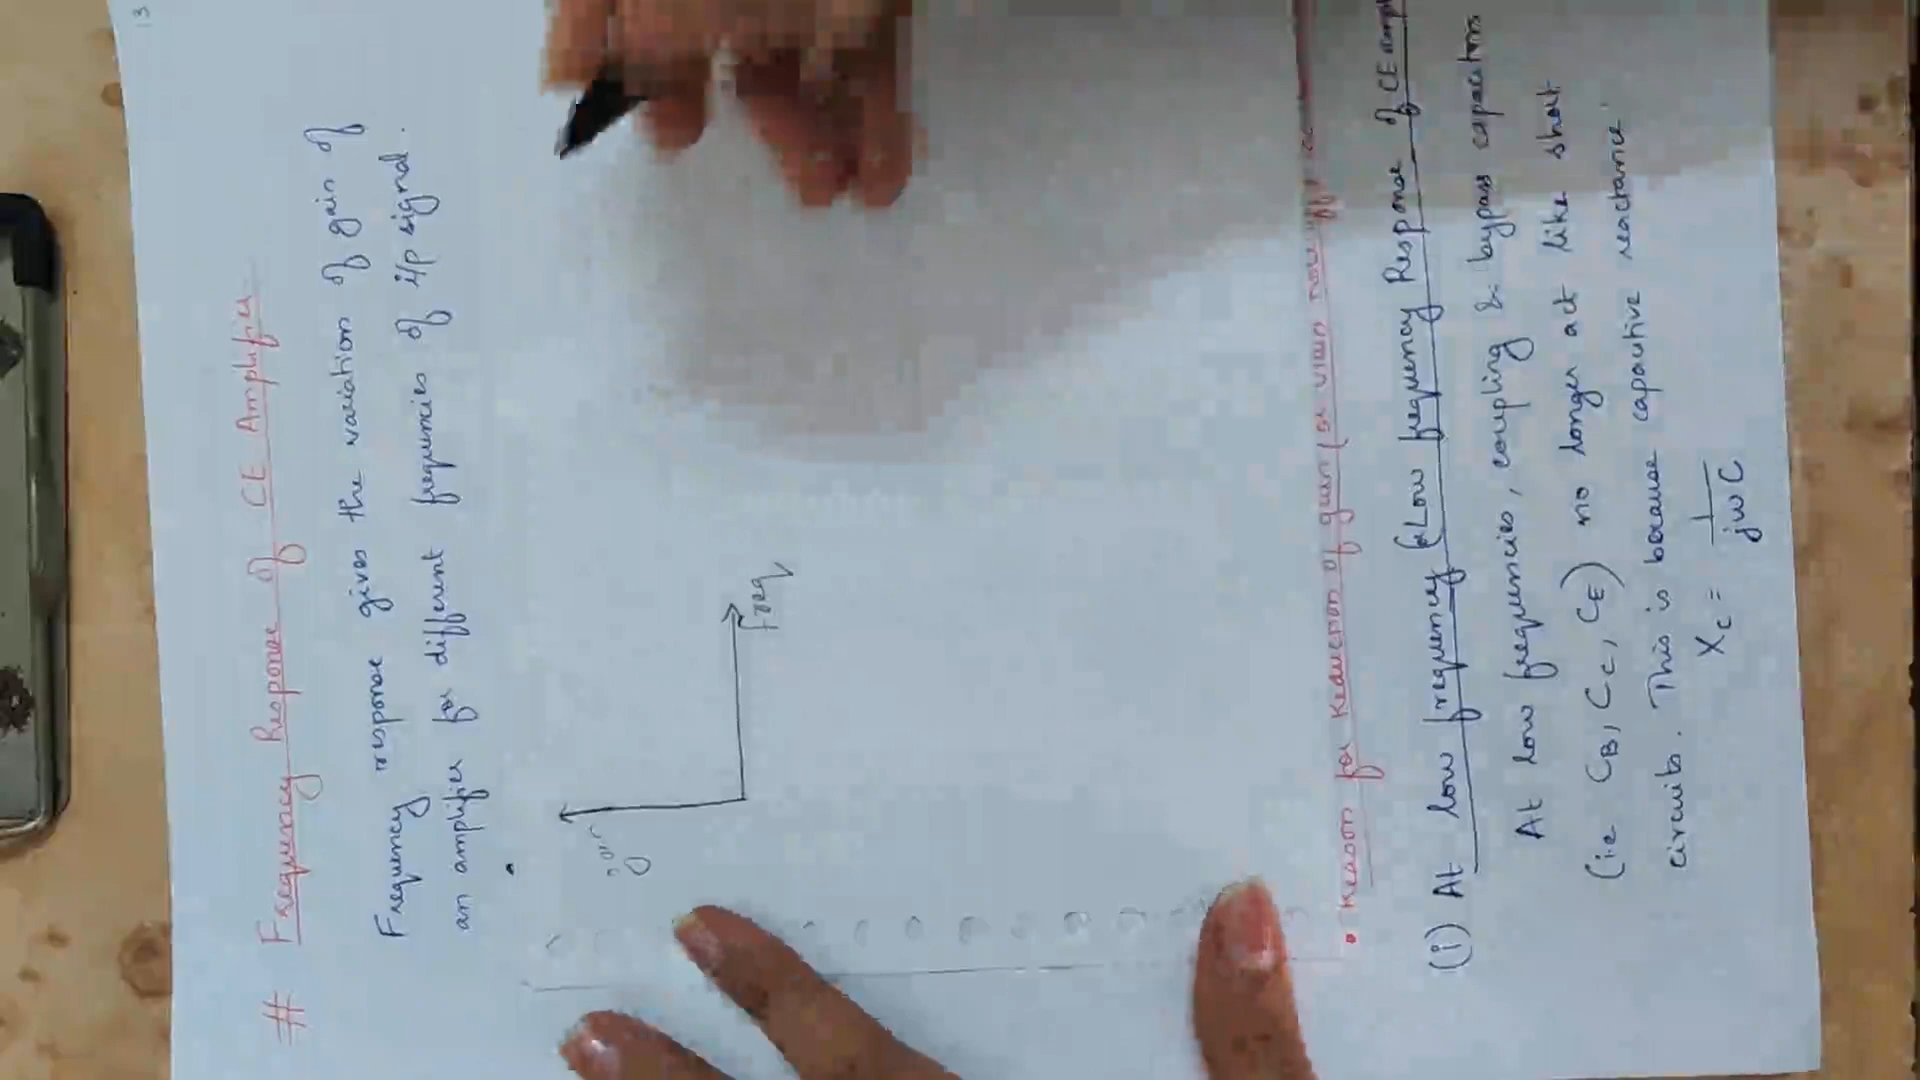 13
# Frequency Response of CE Amplifier
Frequency response gives the variation of gain of
an amplifier for different frequencies of i/p signal.
gain
freq
• Reason for Reduction of gain
(i) At low frequency (Low frequency Response of CE
At low frequencies, coupling & bypass capacitors
(i.e CB, CC, CE) no longer act like short
circuits. This is because capacitive reactance
Xc = 1/jωC